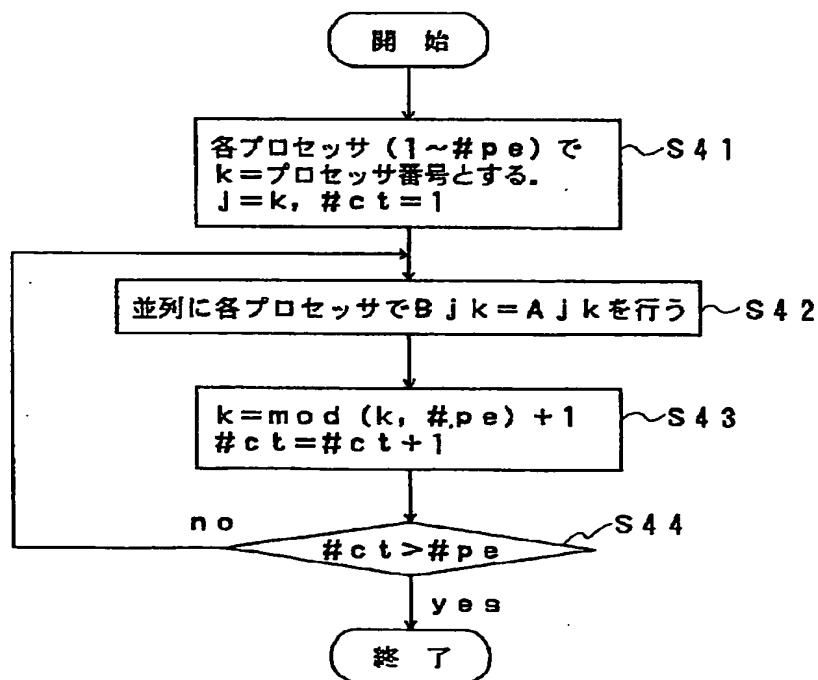 開始
各プロセッサ(1~#pe)で
k=プロセッサ番号とする.
j=k, #ct=1
S41
並列に各プロセッサでBjk=Ajkを行う
S42
k=mod(k, #pe)+1
#ct=#ct+1
S43
no
#ct>#pe
S44
yes
終了